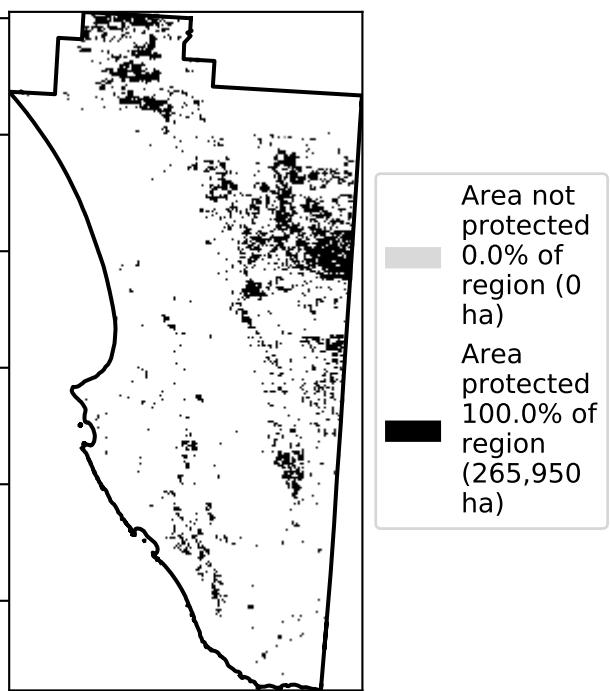 Area not
protected
0.0% of
region (0
ha)
Area
protected
100.0% of
region
(265,950
ha)